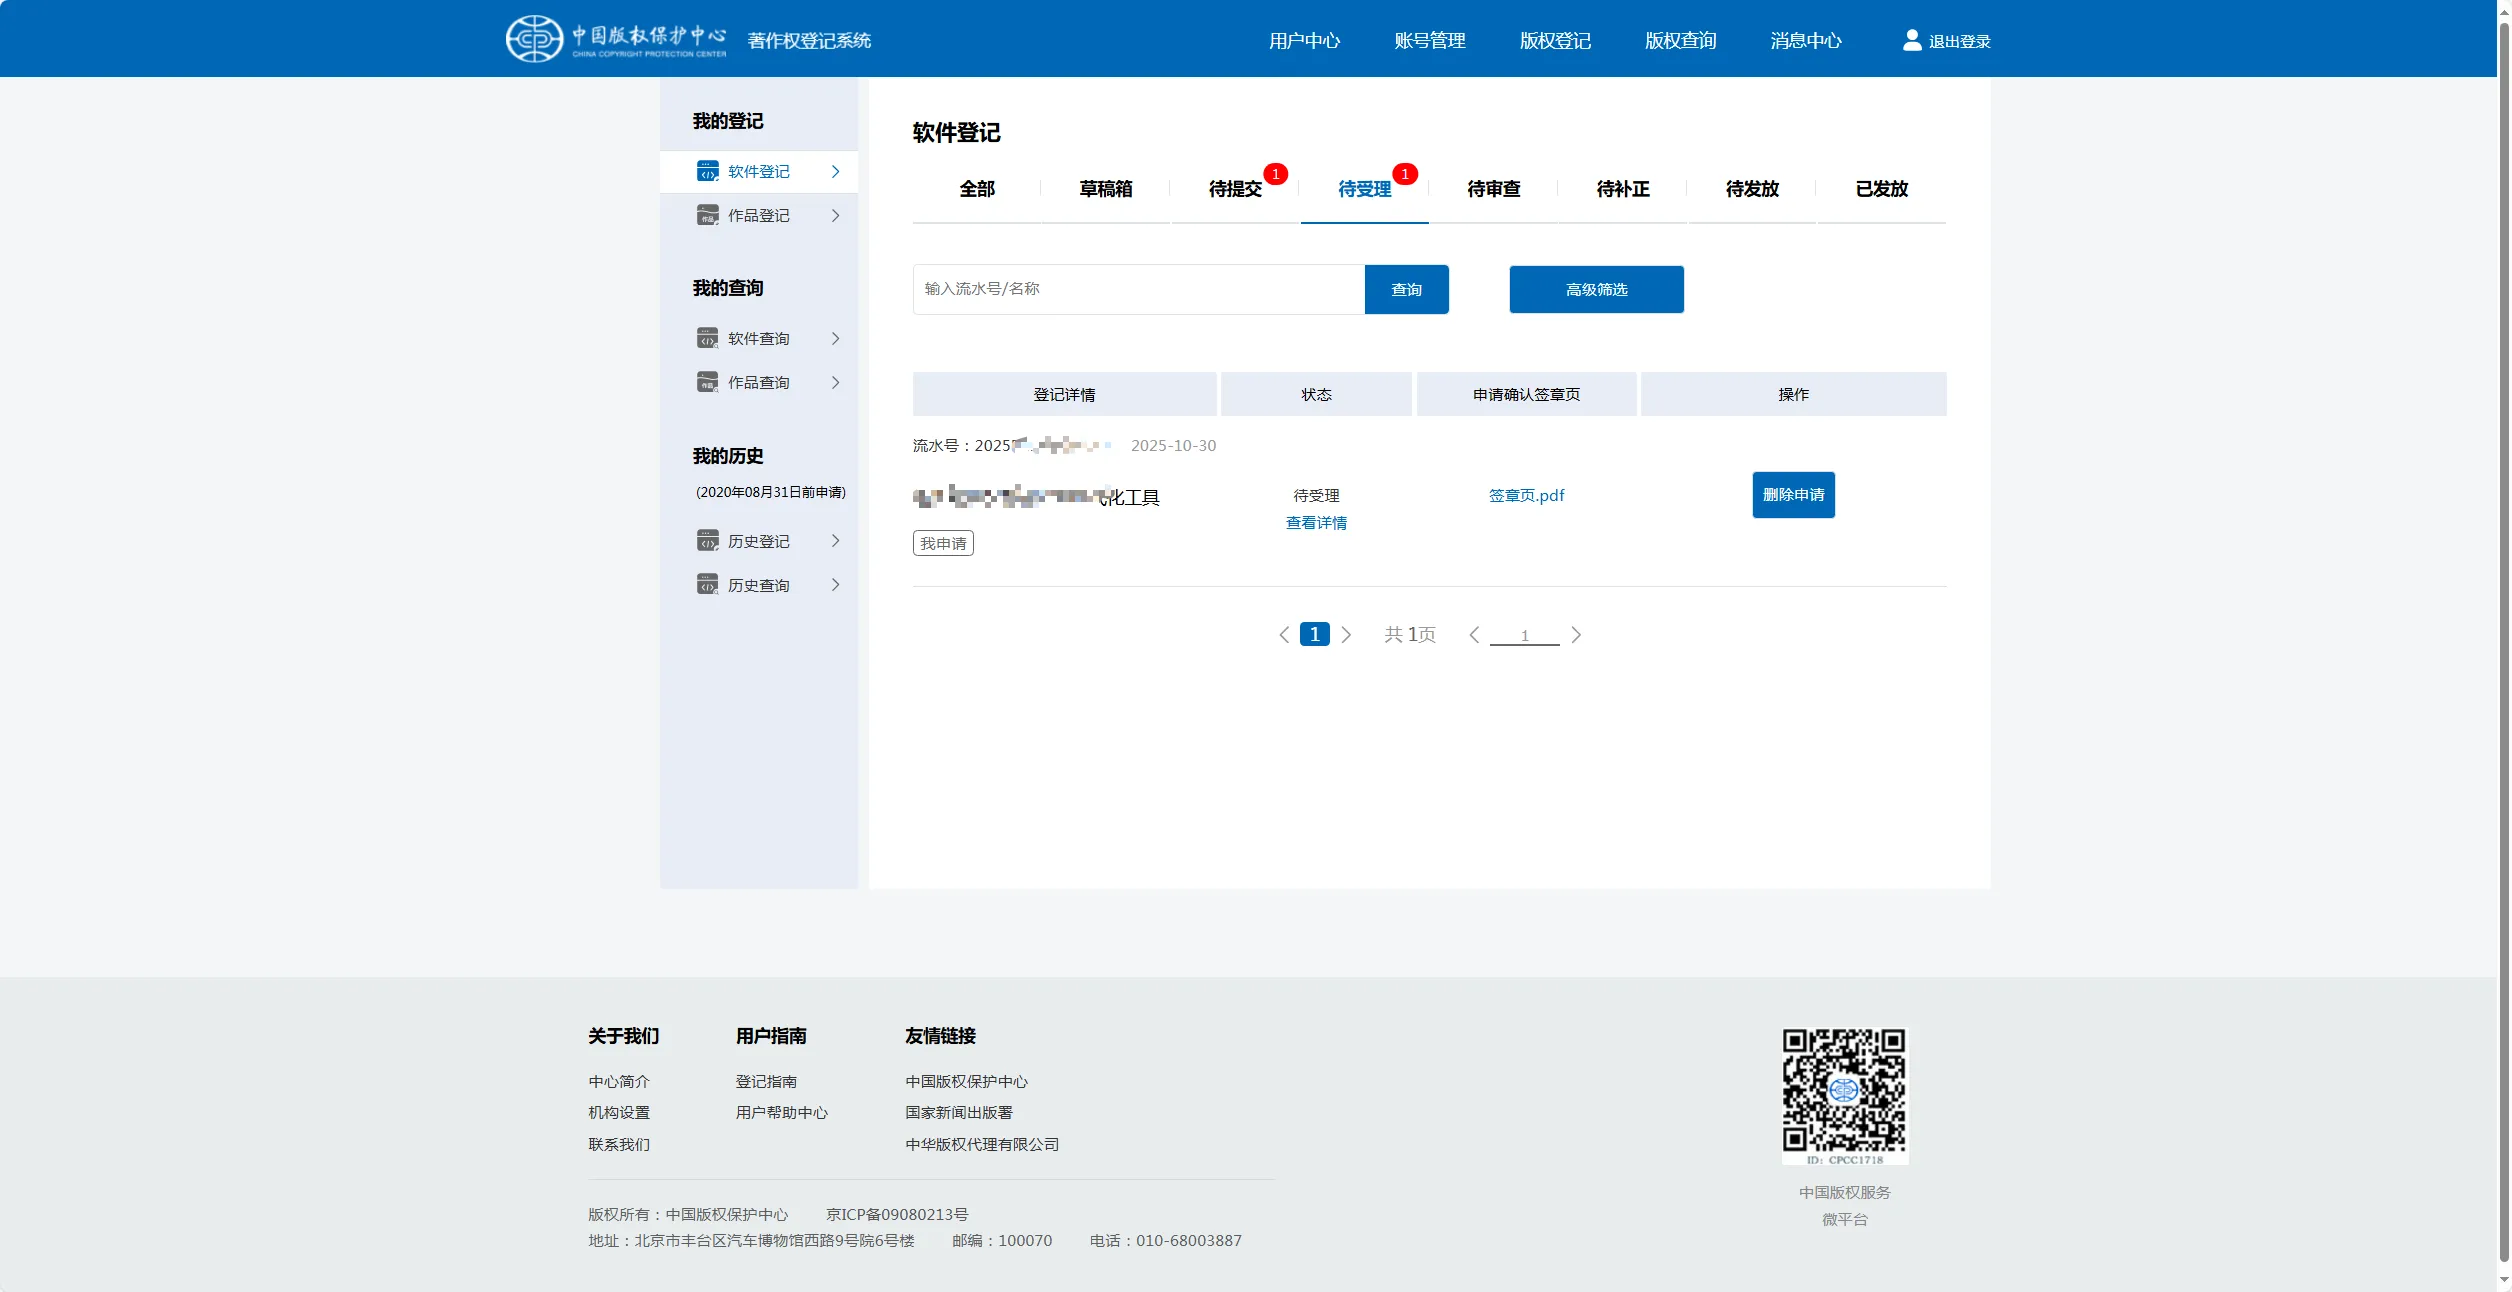 中国版权保护中心
CHINA COPYRIGHT PROTECTION CENTER
著作权登记系统
用户中心
账号管理
版权登记
版权查询
消息中心
退出登录
我的登记
软件登记
作品登记
我的查询
软件查询
作品查询
我的历史
(2020年08月31日前申请)
历史登记
历史查询
软件登记
全部
草稿箱
待提交 1
待受理 1
待审查
待补正
待发放
已发放
输入流水号/名称
查询
高级筛选
登记详情 状态 申请确认签章页 操作
流水号：2025 2025-10-30
化工具
待受理
签章页.pdf
删除申请
查看详情
我申请
1 共 1页 1
关于我们
中心简介
机构设置
联系我们
用户指南
登记指南
用户帮助中心
友情链接
中国版权保护中心
国家新闻出版署
中华版权代理有限公司
版权所有：中国版权保护中心 京ICP备09080213号
地址：北京市丰台区汽车博物馆西路9号院6号楼 邮编：100070 电话：010-68003887
ID: CPCC1718
中国版权服务
微平台